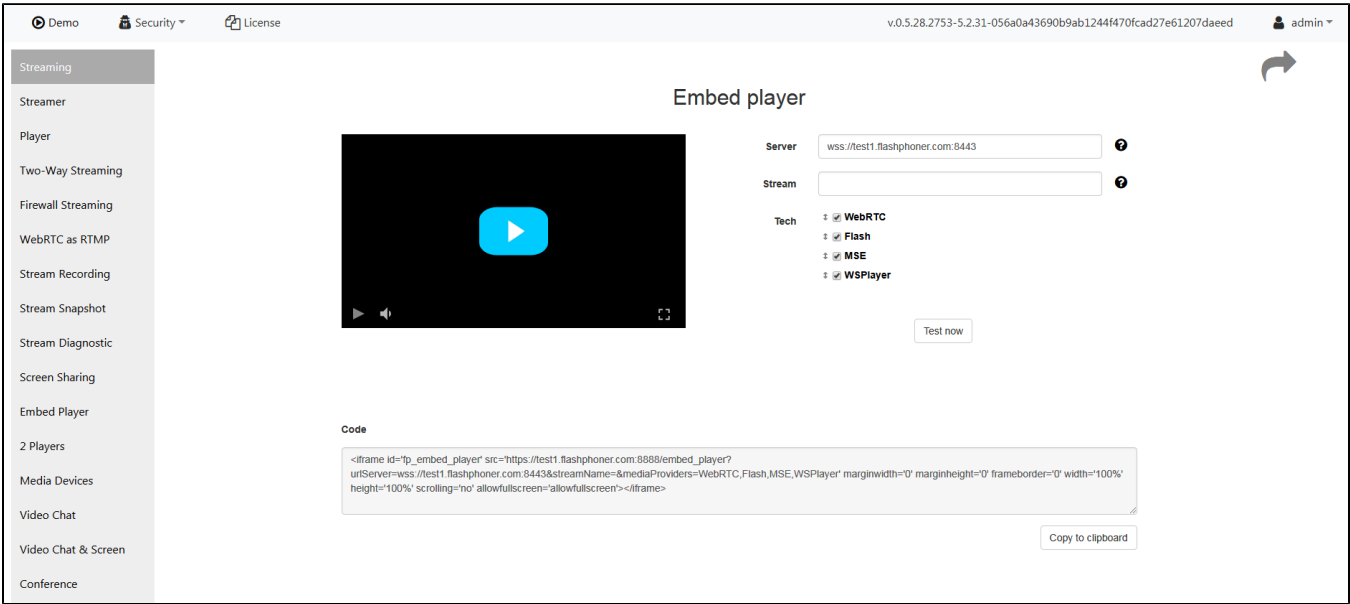 Demo Security License v.0.5.28.2753-5.2.31-056a0a43690b9ab1244f470fcad27e61207daeed admin
Streaming
Streamer
Player
Two-Way Streaming
Firewall Streaming
WebRTC as RTMP
Stream Recording
Stream Snapshot
Stream Diagnostic
Screen Sharing
Embed Player
2 Players
Media Devices
Video Chat
Video Chat & Screen
Conference
Embed player
Server wss://test1.flashphoner.com:8443
Stream
Tech
WebRTC
Flash
MSE
WSPlayer
Test now
Code
<iframe id='fp_embed_player' src='https://test1.flashphoner.com:8888/embed_player?
urlServer=wss://test1.flashphoner.com:8443&streamName=&mediaProviders=WebRTC,Flash,MSE,WSPlayer' marginwidth='0' marginheight='0' frameborder='0' width='100%'
height='100%' scrolling='no' allowfullscreen='allowfullscreen'></iframe>
Copy to clipboard